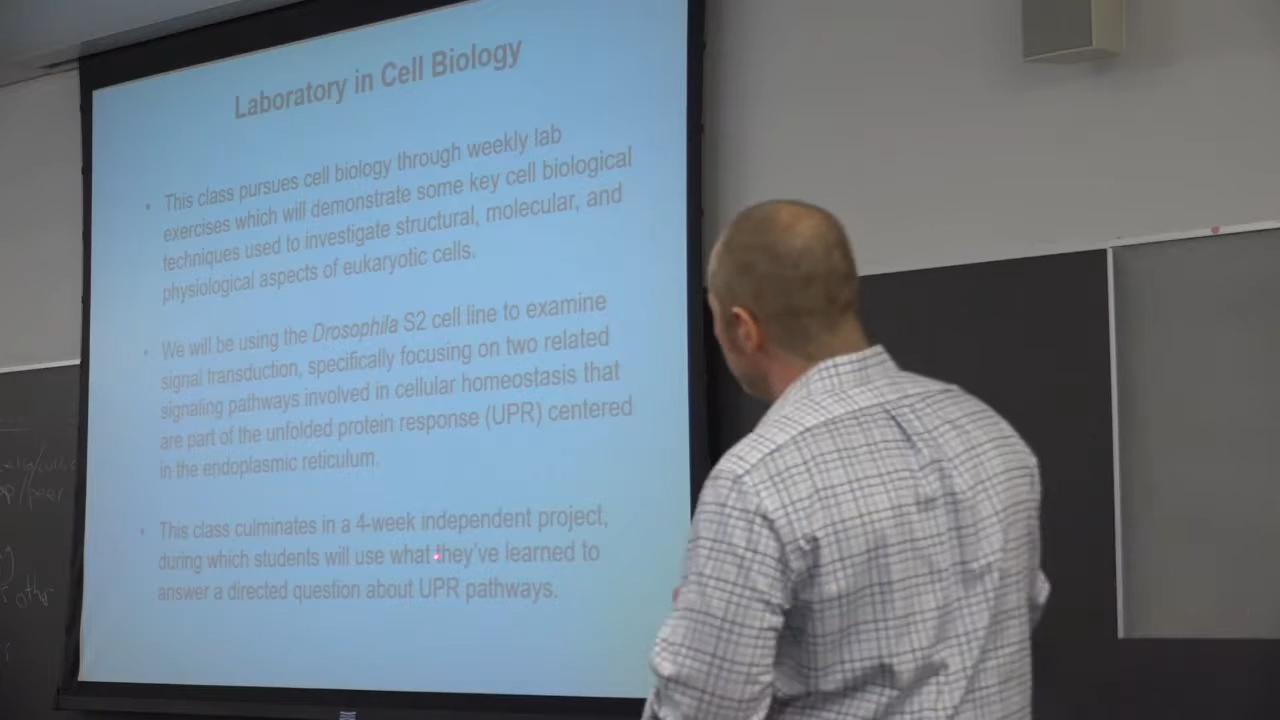 Laboratory in Cell Biology
• This class pursues cell biology through weekly lab
exercises which will demonstrate some key cell biological
techniques used to investigate structural, molecular, and
physiological aspects of eukaryotic cells.
• We will be using the Drosophila S2 cell line to examine
signal transduction, specifically focusing on two related
signaling pathways involved in cellular homeostasis that
are part of the unfolded protein response (UPR) centered
in the endoplasmic reticulum.
• This class culminates in a 4-week independent project,
during which students will use what they've learned to
answer a directed question about UPR pathways.